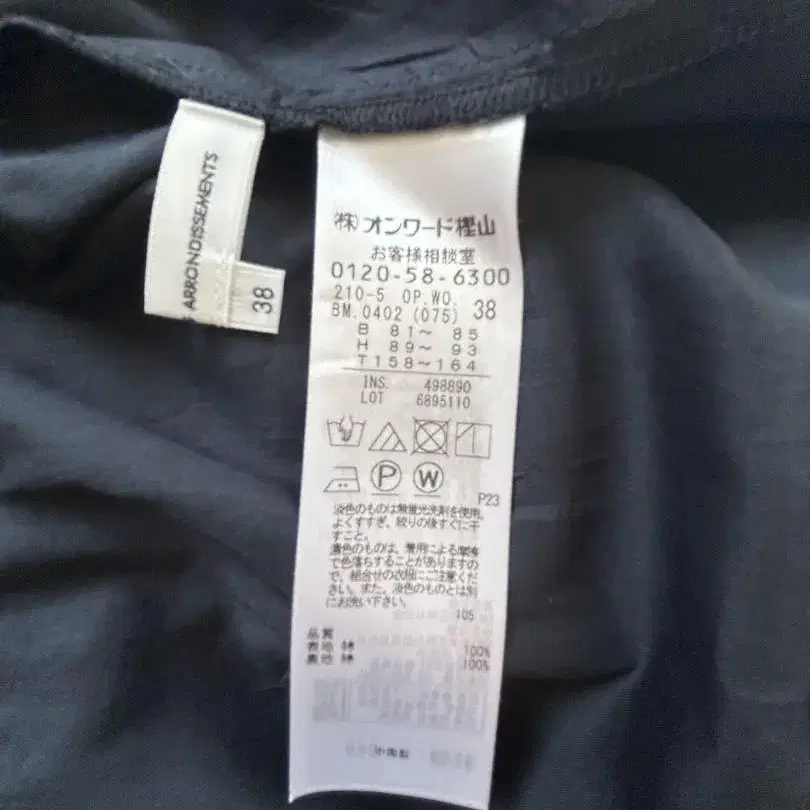 ARRONDISSEMENTS
38
(株)オンワード樫山
お客様相談室
0120-58-6300
210-5 OP.WO. 38
BM.0402 (075)
B 81～ 85
H 89～ 93
T158～164
INS. 498890
LOT 6895110
P
W
P23
淡色のものは無蛍光洗剤を使用。
よくすすぎ、絞りの後すぐに干
すこと。
濃色のものは、着用による摩擦
で色落ちすることがありますの
で、組合せの衣服にご注意くだ
さい。また、淡色のものとは別
にお洗い下さい。
105
品質
表地 綿 100%
裏地 綿 100%
中国製